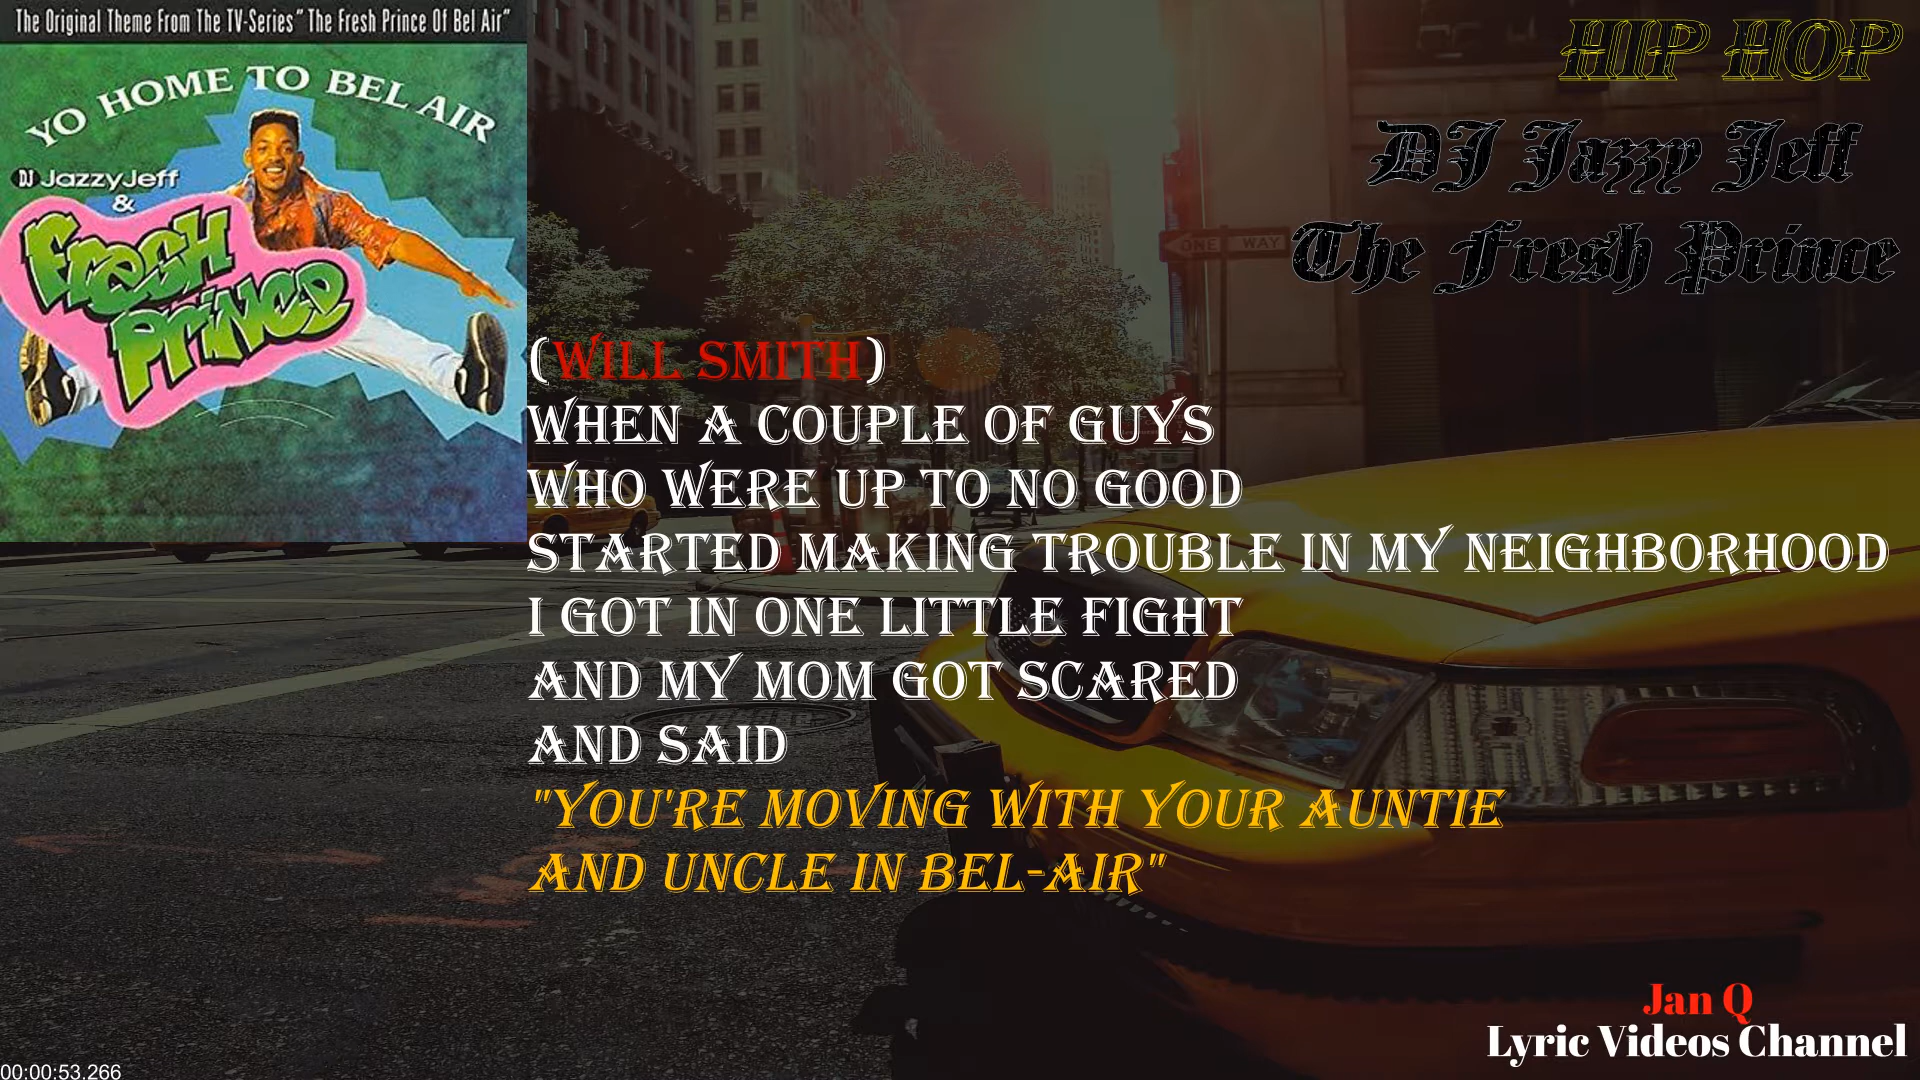 The Original Theme From The TV-Series "The Fresh Prince Of Bel Air"
YO HOME TO BEL AIR
DJ JazzyJeff
&
FRESH
PRINCE
HIP HOP
DJ Jazzy Jeff
The Fresh Prince
ONE WAY
(WILL SMITH)
WHEN A COUPLE OF GUYS
WHO WERE UP TO NO GOOD
STARTED MAKING TROUBLE IN MY NEIGHBORHOOD
I GOT IN ONE LITTLE FIGHT
AND MY MOM GOT SCARED
AND SAID
"YOU'RE MOVING WITH YOUR AUNTIE
AND UNCLE IN BEL-AIR"
Jan Q
Lyric Videos Channel
00:00:53.266